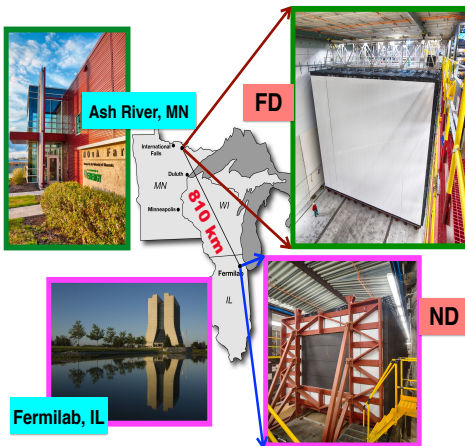 Ash River, MN
FD
International
Falls
Duluth
MN
Minneapolis
WI
810 km
Fermilab
IL
ND
Fermilab, IL